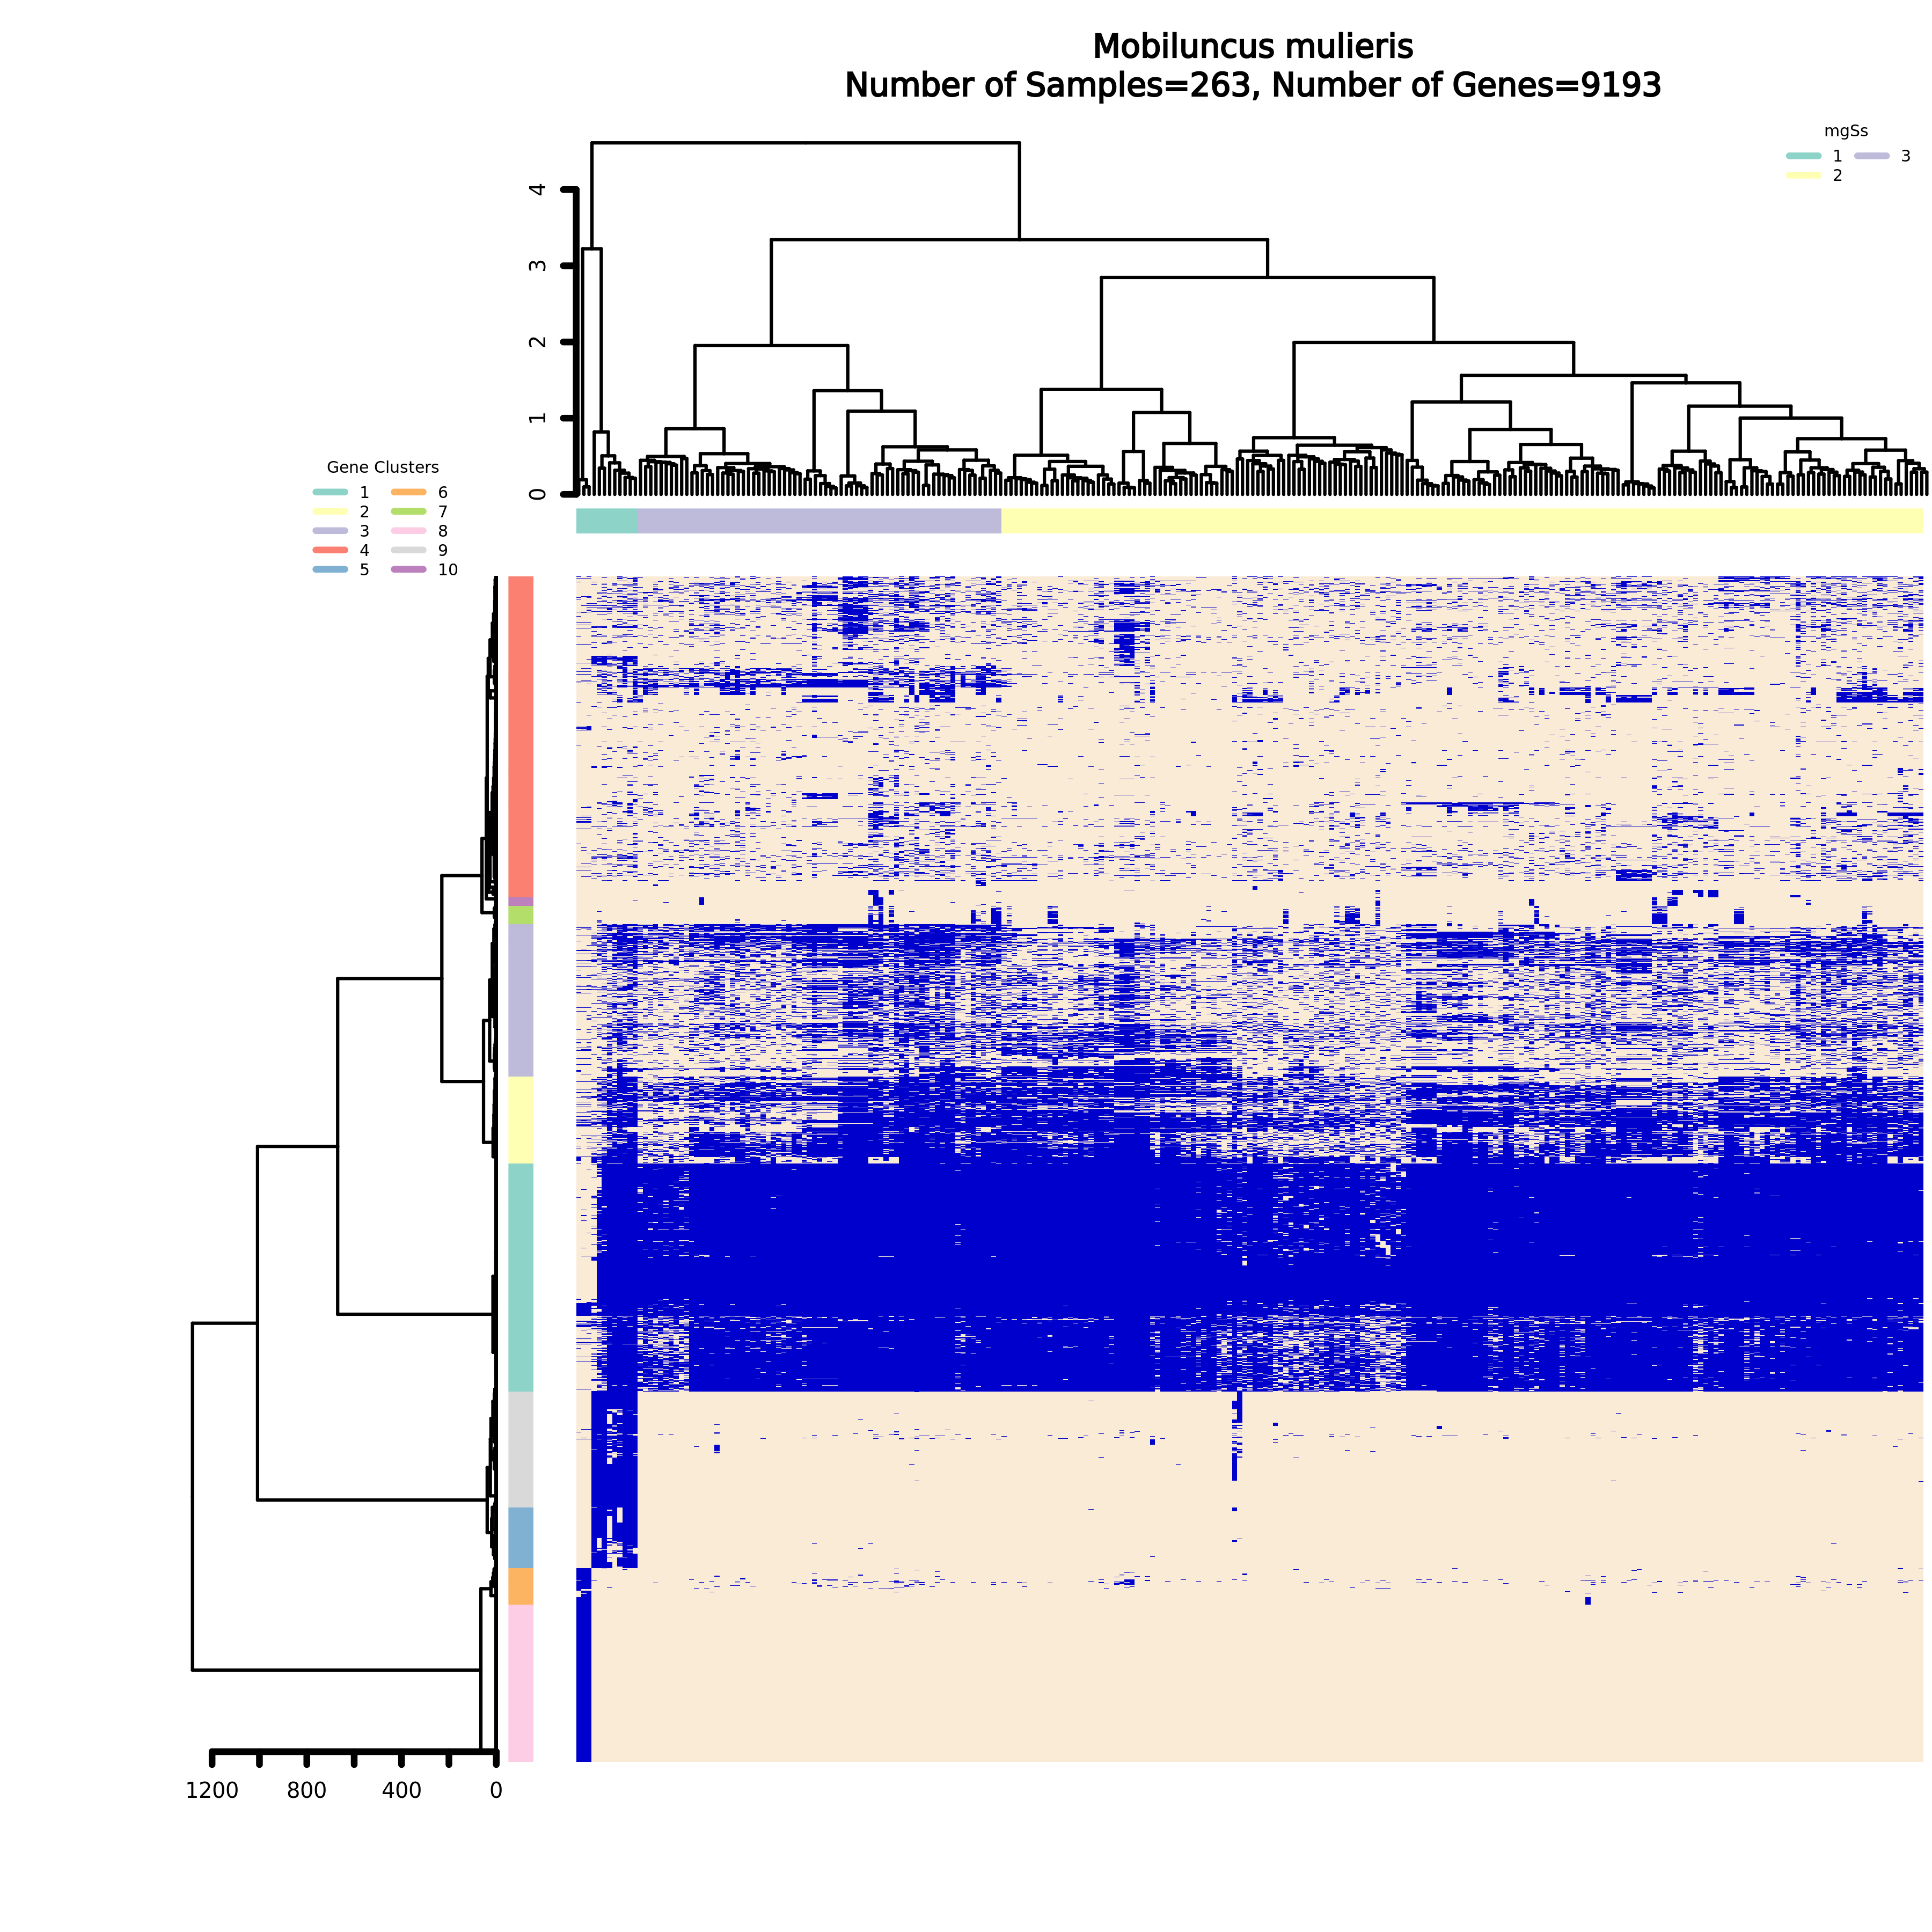 Mobiluncus mulieris
Number of Samples=263, Number of Genes=9193
mgSs
1 3
2
4
3
2
1
0
Gene Clusters
1 6
2 7
3 8
4 9
5 10
1200 800 400 0